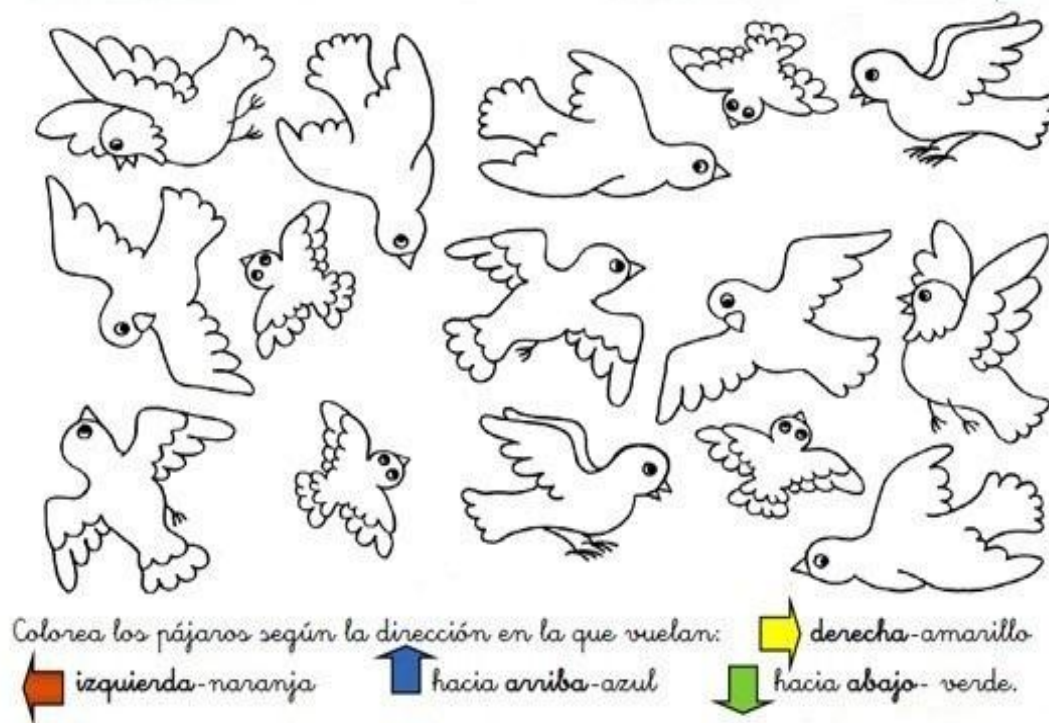 Colorea los pájaros según la dirección en la que vuelan: derecha-amarillo
izquierda-naranja hacia arriba-azul hacia abajo- verde.